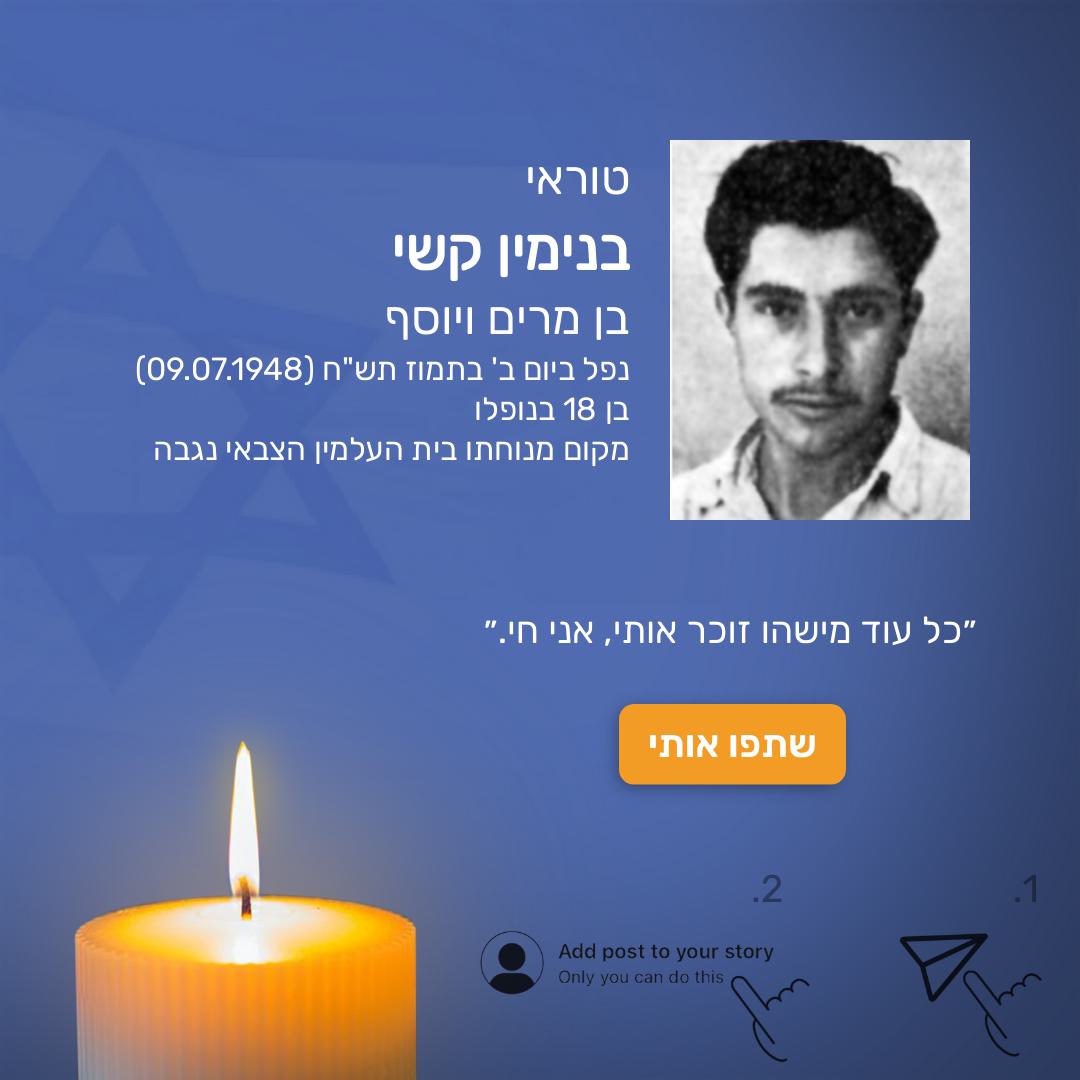 טוראי
בנימין קשי
בן מרים ויוסף
נפל ביום ב' בתמוז תש"ח (09.07.1948)
בן 18 בנופלו
מקום מנוחתו בית העלמין הצבאי נגבה
״כל עוד מישהו זוכר אותי, אני חי.״
שתפו אותי
1.
2.
Add post to your story
Only you can do this